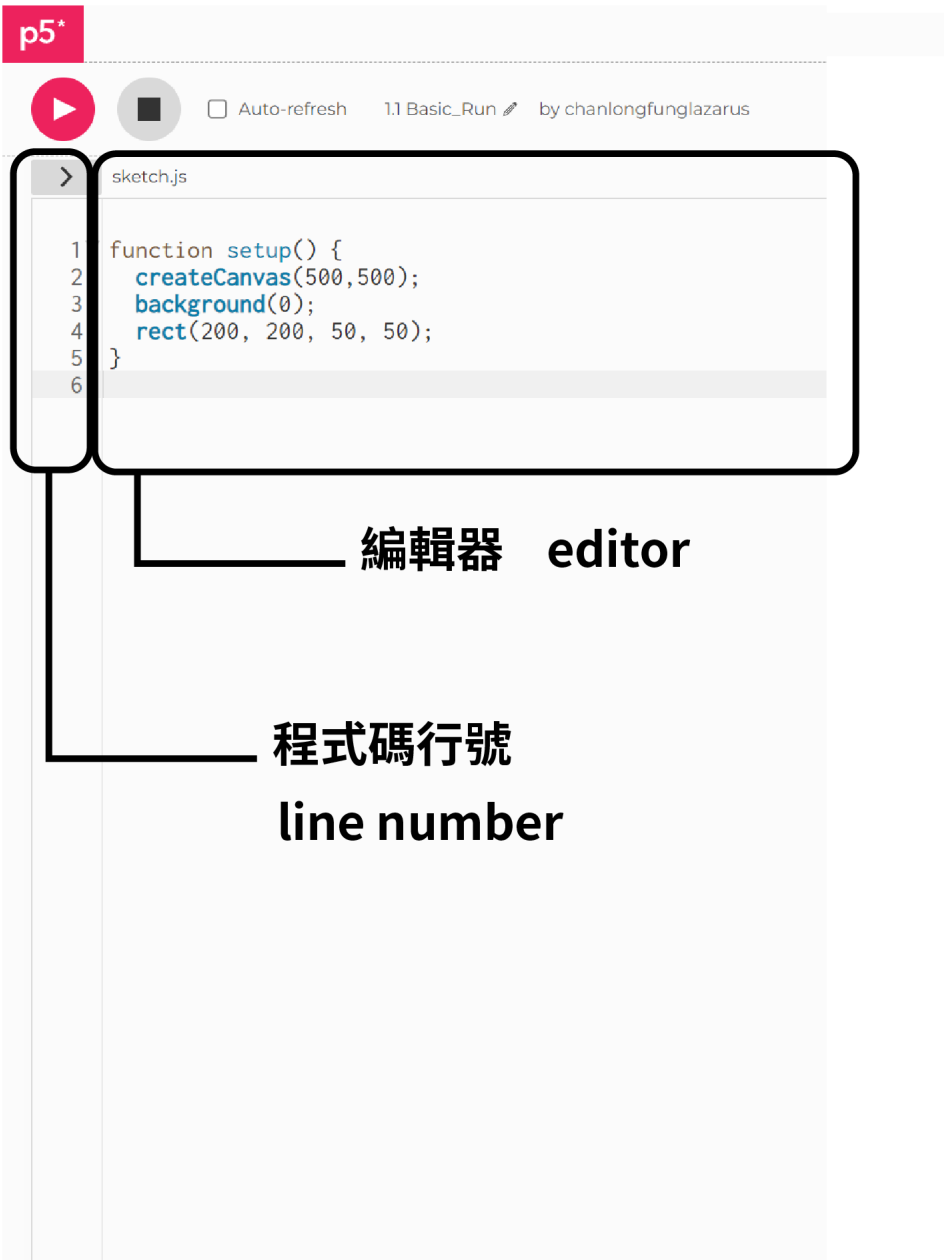 p5*
Auto-refresh 1.1 Basic_Run by chanlongfunglazarus
sketch.js
1 function setup() {
2 createCanvas(500,500);
3 background(0);
4 rect(200, 200, 50, 50);
5 }
6
編輯器 editor
程式碼行號
line number